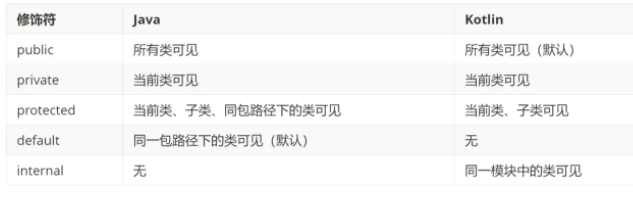 修饰符 Java Kotlin
public 所有类可见 所有类可见（默认）
private 当前类可见 当前类可见
protected 当前类、子类、同包路径下的类可见 当前类、子类可见
default 同一包路径下的类可见（默认） 无
internal 无 同一模块中的类可见